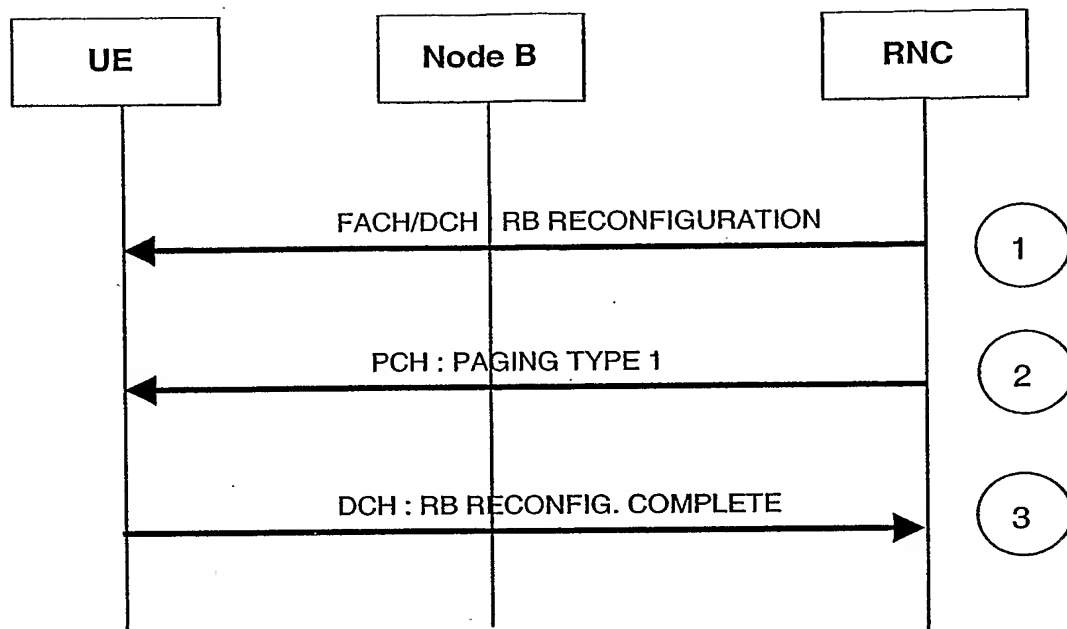 UE
Node B
RNC
FACH/DCH : RB RECONFIGURATION
1
PCH : PAGING TYPE 1
2
DCH : RB RECONFIG. COMPLETE
3